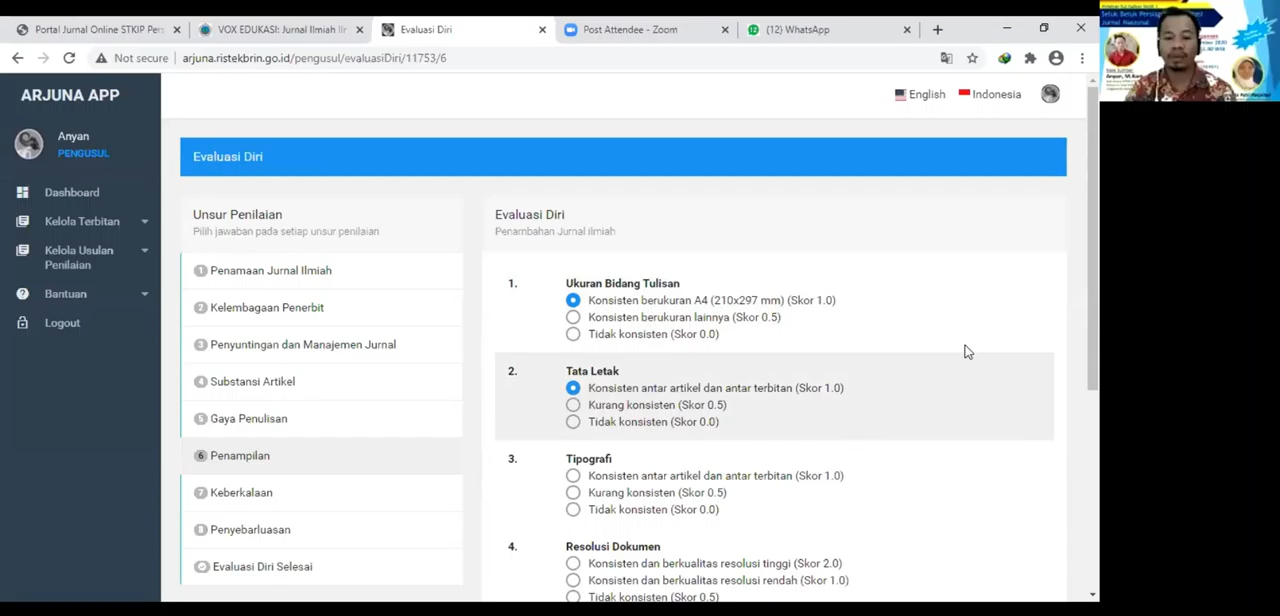 Portal Jurnal Online STKIP Pers
VOX EDUKASI: Jurnal Ilmiah Ilm
Evaluasi Diri
Post Attendee - Zoom
(12) WhatsApp
Not secure
arjuna.ristekbrin.go.id/pengusul/evaluasiDiri/11753/6
ARJUNA APP
English
Indonesia
Anyan
PENGUSUL
Dashboard
Kelola Terbitan
Kelola Usulan
Penilaian
Bantuan
Logout
Evaluasi Diri
Unsur Penilaian
Pilih jawaban pada setiap unsur penilaian
1 Penamaan Jurnal Ilmiah
2 Kelembagaan Penerbit
3 Penyuntingan dan Manajemen Jurnal
4 Substansi Artikel
5 Gaya Penulisan
6 Penampilan
7 Keberkalaan
8 Penyebarluasan
Evaluasi Diri Selesai
Evaluasi Diri
Penambahan Jurnal ilmiah
1. Ukuran Bidang Tulisan
Konsisten berukuran A4 (210x297 mm) (Skor 1.0)
Konsisten berukuran lainnya (Skor 0.5)
Tidak konsisten (Skor 0.0)
2. Tata Letak
Konsisten antar artikel dan antar terbitan (Skor 1.0)
Kurang konsisten (Skor 0.5)
Tidak konsisten (Skor 0.0)
3. Tipografi
Konsisten antar artikel dan antar terbitan (Skor 1.0)
Kurang konsisten (Skor 0.5)
Tidak konsisten (Skor 0.0)
4. Resolusi Dokumen
Konsisten dan berkualitas resolusi tinggi (Skor 2.0)
Konsisten dan berkualitas resolusi rendah (Skor 1.0)
Tidak konsisten (Skor 0.5)